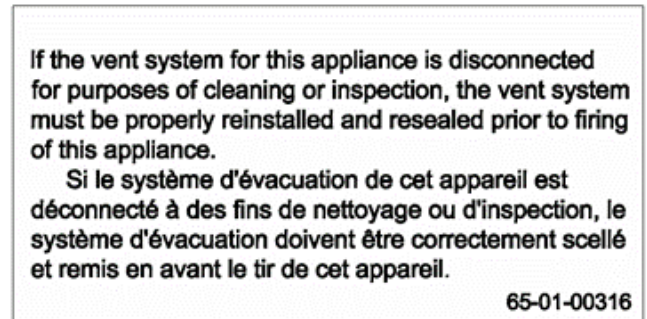 If the vent system for this appliance is disconnected
for purposes of cleaning or inspection, the vent system
must be properly reinstalled and resealed prior to firing
of this appliance.
Si le système d'évacuation de cet appareil est
déconnecté à des fins de nettoyage ou d'inspection, le
système d'évacuation doivent être correctement scellé
et remis en avant le tir de cet appareil.
65-01-00316